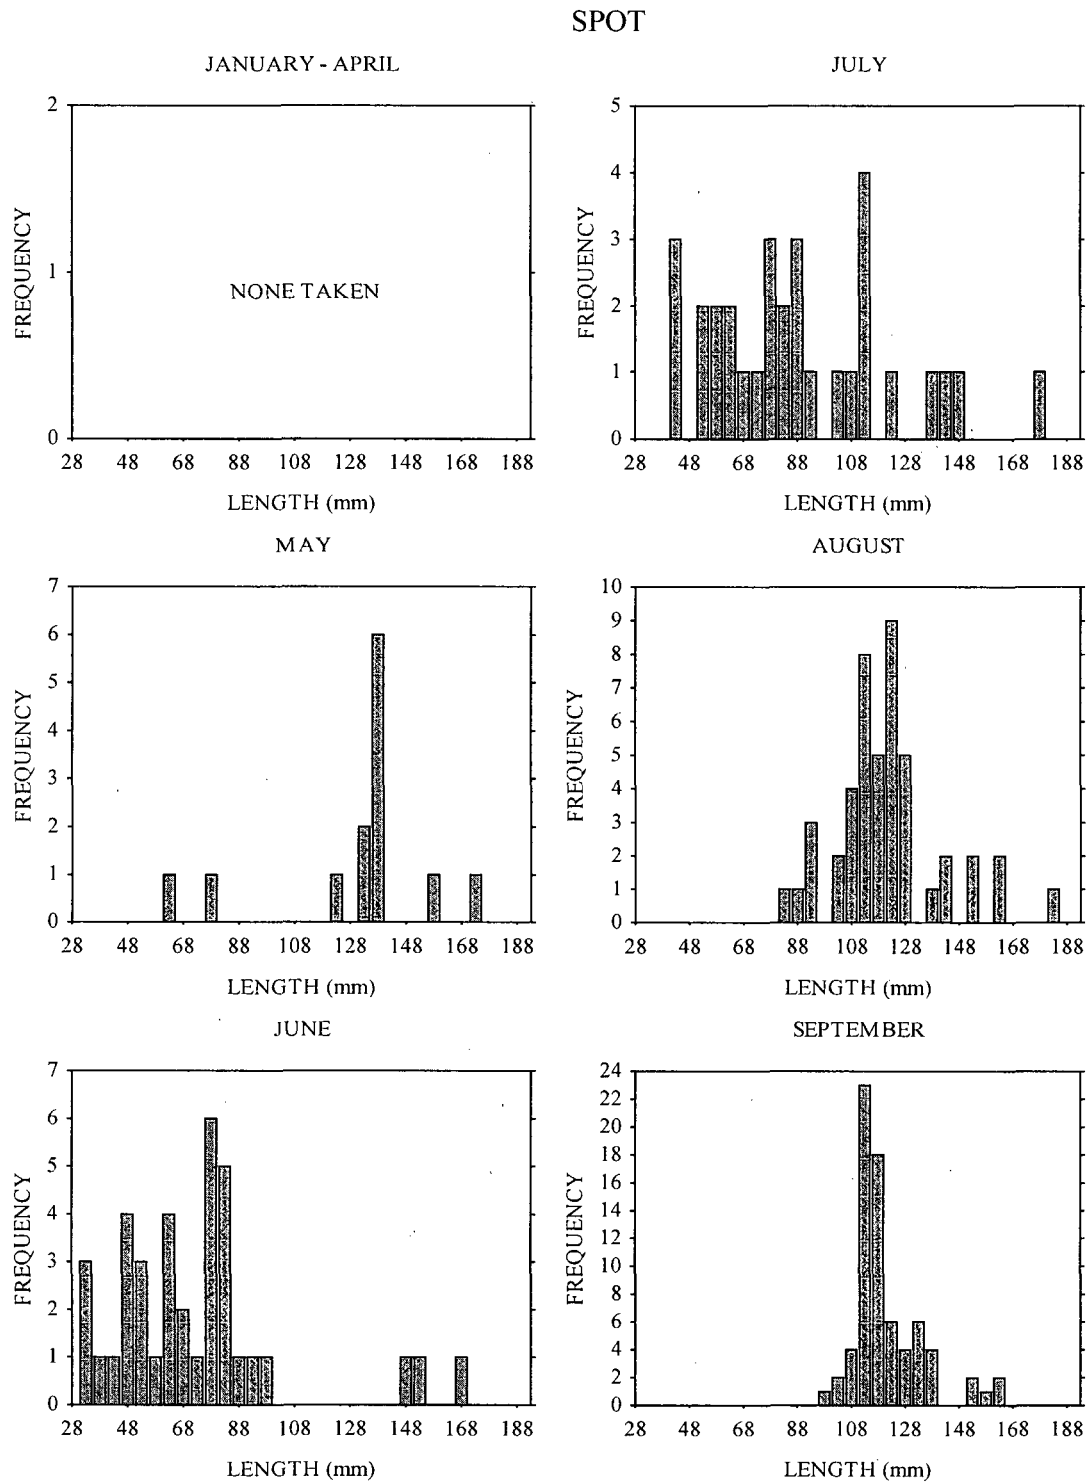 SPOT
JANUARY - APRIL
2
1
0
FREQUENCY
NONE TAKEN
28 48 68 88 108 128 148 168 188
LENGTH (mm)
MAY
7
6
5
4
3
2
1
0
FREQUENCY
28 48 68 88 108 128 148 168 188
LENGTH (mm)
JUNE
7
6
5
4
3
2
1
0
FREQUENCY
28 48 68 88 108 128 148 168 188
LENGTH (mm)
JULY
5
4
3
2
1
0
FREQUENCY
28 48 68 88 108 128 148 168 188
LENGTH (mm)
AUGUST
10
9
8
7
6
5
4
3
2
1
0
FREQUENCY
28 48 68 88 108 128 148 168 188
LENGTH (mm)
SEPTEMBER
24
22
20
18
16
14
12
10
8
6
4
2
0
FREQUENCY
28 48 68 88 108 128 148 168 188
LENGTH (mm)